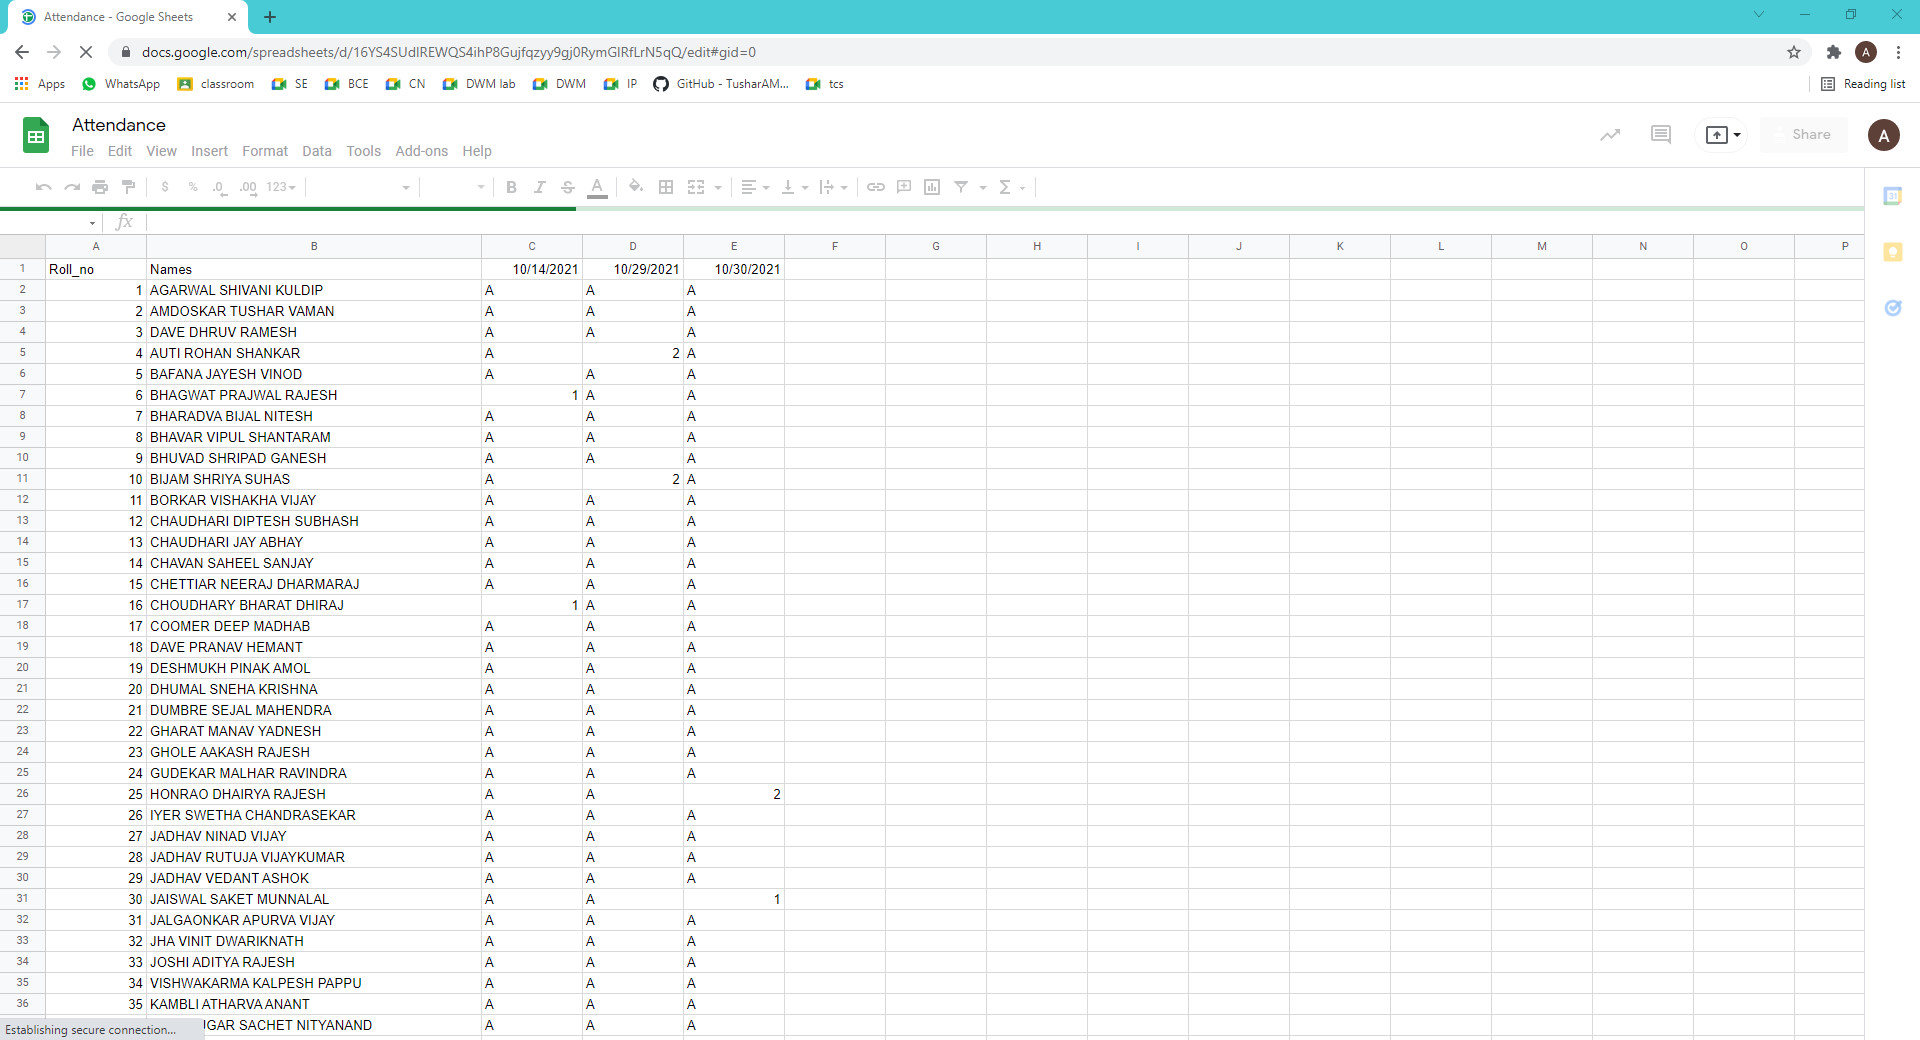 Attendance - Google Sheets
docs.google.com/spreadsheets/d/16YS4SUdIREWQS4ihP8Gujfqzyy9gj0RymGlRfLrN5qQ/edit#gid=0
A
Apps WhatsApp classroom SE BCE CN DWM lab DWM IP GitHub - TusharAM... tcs Reading list
Attendance
Share
A
File Edit View Insert Format Data Tools Add-ons Help
$ % .0 .00 123 B I S A Σ
31
fx
A B C D E F G H I J K L M N O P
1 Roll_no Names 10/14/2021 10/29/2021 10/30/2021
2 1 AGARWAL SHIVANI KULDIP A A A
3 2 AMDOSKAR TUSHAR VAMAN A A A
4 3 DAVE DHRUV RAMESH A A A
5 4 AUTI ROHAN SHANKAR A 2 A
6 5 BAFANA JAYESH VINOD A A A
7 6 BHAGWAT PRAJWAL RAJESH 1 A A
8 7 BHARADVA BIJAL NITESH A A A
9 8 BHAVAR VIPUL SHANTARAM A A A
10 9 BHUVAD SHRIPAD GANESH A A A
11 10 BIJAM SHRIYA SUHAS A 2 A
12 11 BORKAR VISHAKHA VIJAY A A A
13 12 CHAUDHARI DIPTESH SUBHASH A A A
14 13 CHAUDHARI JAY ABHAY A A A
15 14 CHAVAN SAHEEL SANJAY A A A
16 15 CHETTIAR NEERAJ DHARMARAJ A A A
17 16 CHOUDHARY BHARAT DHIRAJ 1 A A
18 17 COOMER DEEP MADHAB A A A
19 18 DAVE PRANAV HEMANT A A A
20 19 DESHMUKH PINAK AMOL A A A
21 20 DHUMAL SNEHA KRISHNA A A A
22 21 DUMBRE SEJAL MAHENDRA A A A
23 22 GHARAT MANAV YADNESH A A A
24 23 GHOLE AAKASH RAJESH A A A
25 24 GUDEKAR MALHAR RAVINDRA A A A
26 25 HONRAO DHAIRYA RAJESH A A 2
27 26 IYER SWETHA CHANDRASEKAR A A A
28 27 JADHAV NINAD VIJAY A A A
29 28 JADHAV RUTUJA VIJAYKUMAR A A A
30 29 JADHAV VEDANT ASHOK A A A
31 30 JAISWAL SAKET MUNNALAL A A 1
32 31 JALGAONKAR APURVA VIJAY A A A
33 32 JHA VINIT DWARIKNATH A A A
34 33 JOSHI ADITYA RAJESH A A A
35 34 VISHWAKARMA KALPESH PAPPU A A A
36 35 KAMBLI ATHARVA ANANT A A A
Establishing secure connection... UGAR SACHET NITYANAND A A A